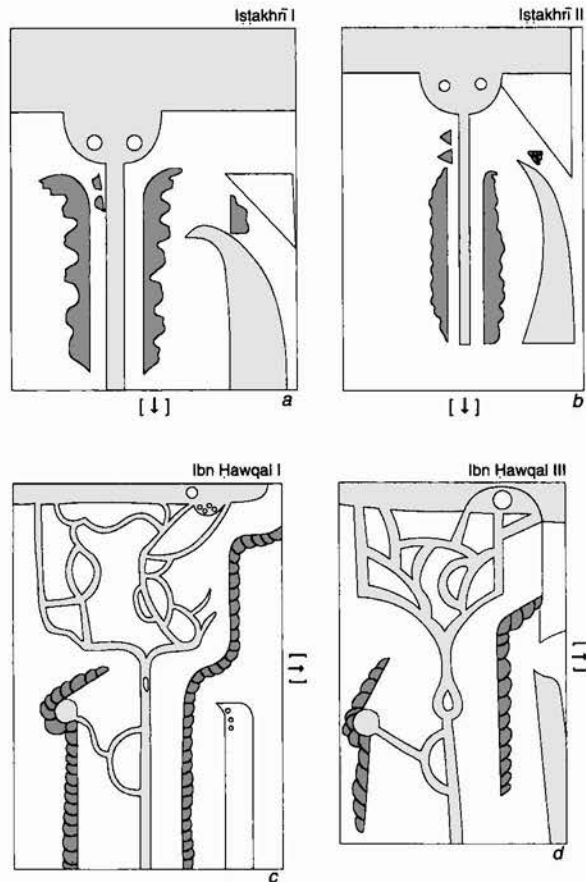 Iṣṭakhrī I
Iṣṭakhrī II
a
[↓]
b
[↓]
Ibn Ḥawqal I
Ibn Ḥawqal III
c
d